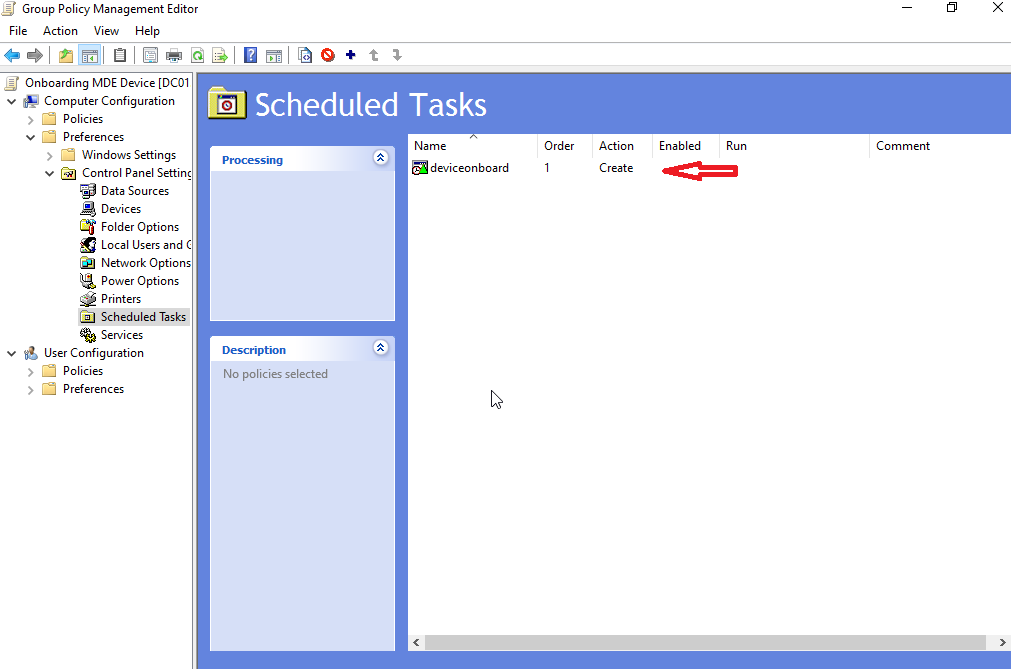 Group Policy Management Editor
File Action View Help
Onboarding MDE Device [DC01
Computer Configuration
Policies
Preferences
Windows Settings
Control Panel Setting
Data Sources
Devices
Folder Options
Local Users and G
Network Options
Power Options
Printers
Scheduled Tasks
Services
User Configuration
Policies
Preferences
Scheduled Tasks
Processing
Description
No policies selected
Name Order Action Enabled Run Comment
deviceonboard 1 Create